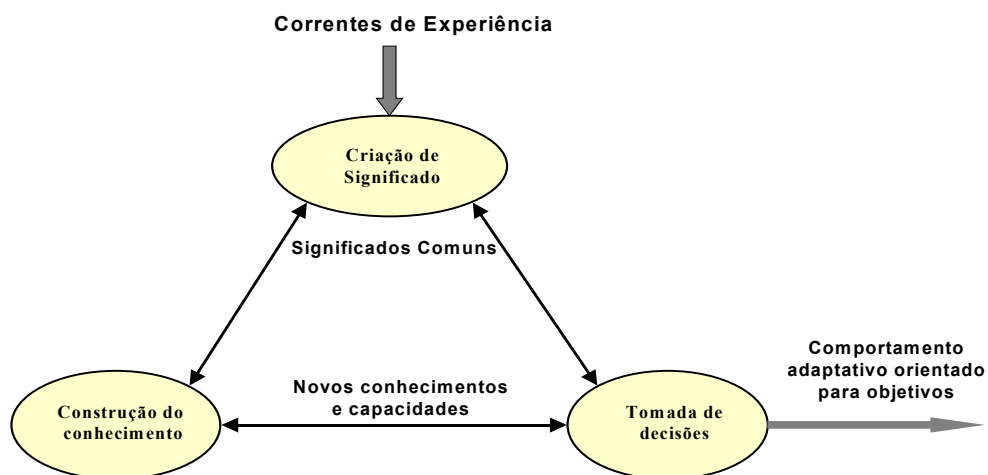 Correntes de Experiência
Criação de
Significado
Significados Comuns
Comportamento
adaptativo orientado
para objetivos
Novos conhecimentos
e capacidades
Construção do
conhecimento
Tomada de
decisões